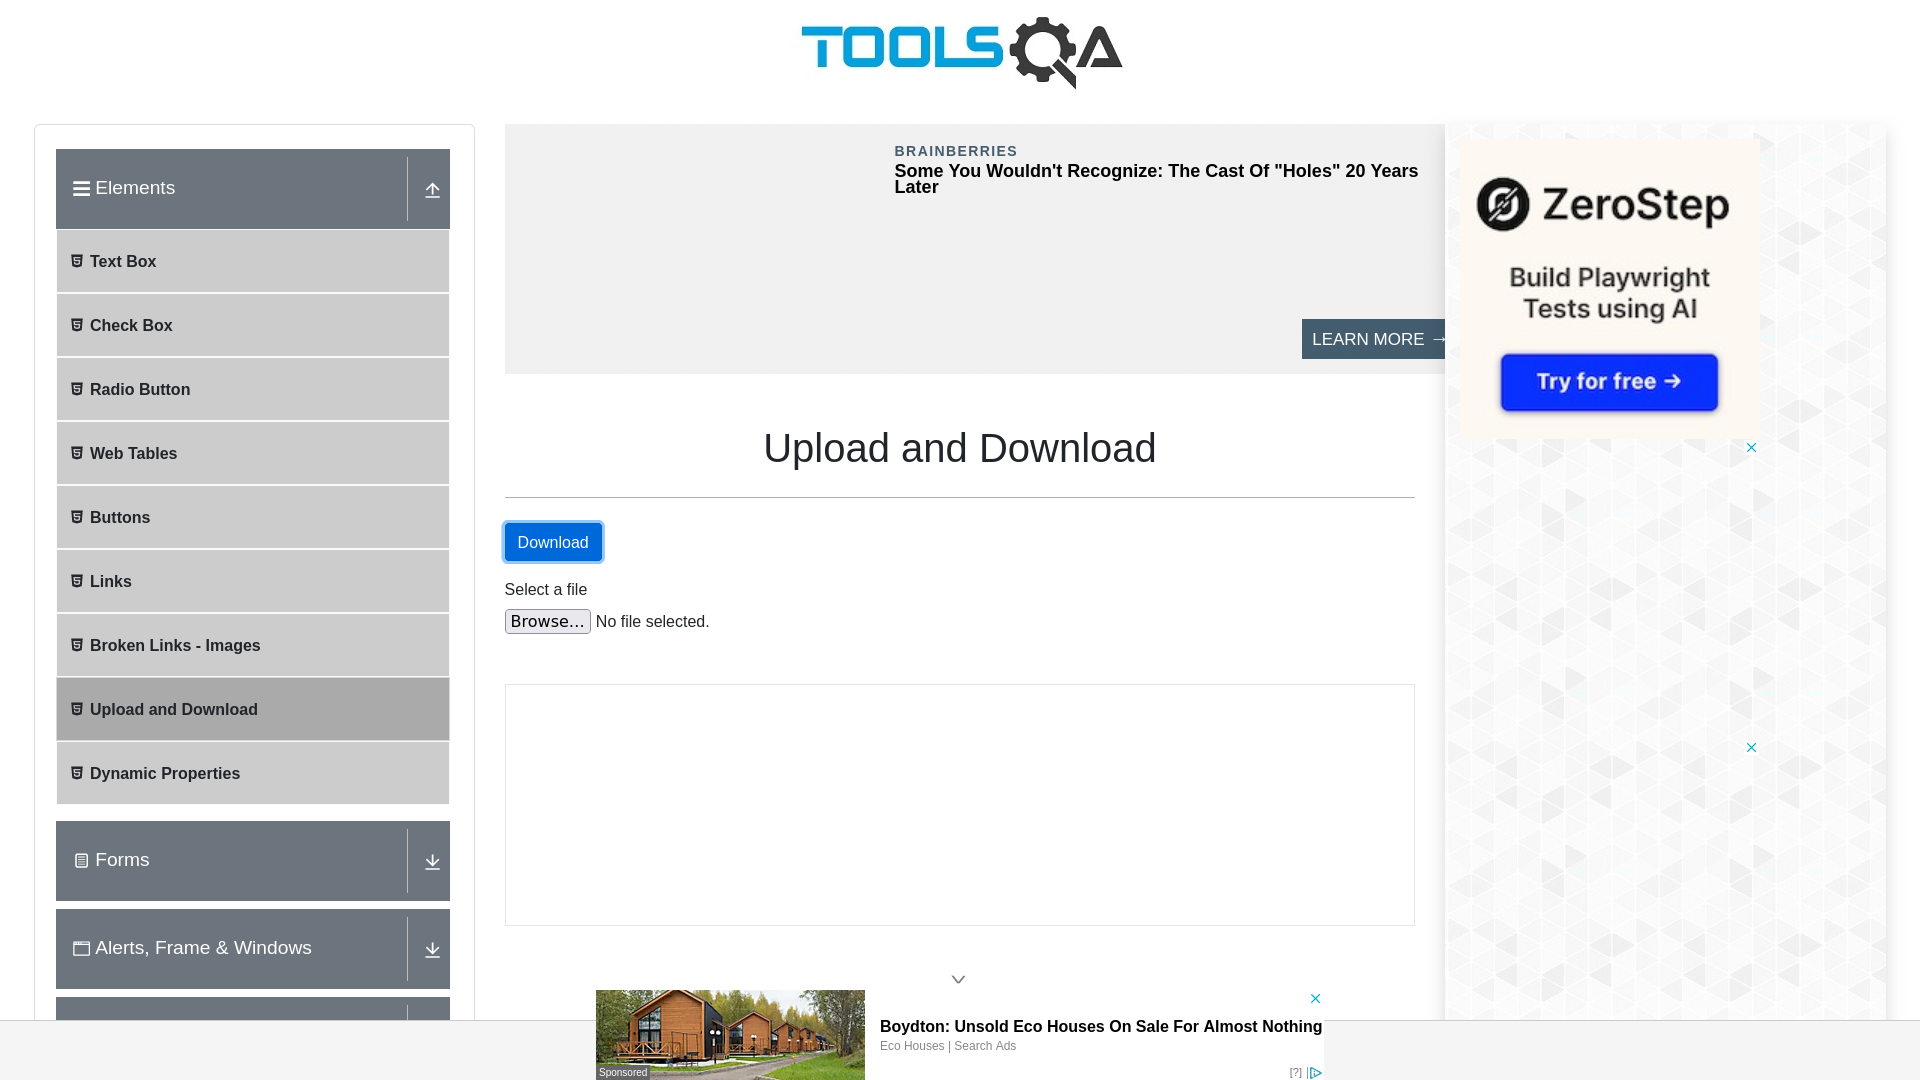 TOOLSQA
Elements
Text Box
Check Box
Radio Button
Web Tables
Buttons
Links
Broken Links - Images
Upload and Download
Dynamic Properties
Forms
Alerts, Frame & Windows
BRAINBERRIES
Some You Wouldn't Recognize: The Cast Of "Holes" 20 Years
Later
LEARN MORE →
Upload and Download
Download
Select a file
Browse... No file selected.
ZeroStep
Build Playwright
Tests using AI
Try for free →
Boydton: Unsold Eco Houses On Sale For Almost Nothing
Eco Houses | Search Ads
Sponsored
[?]